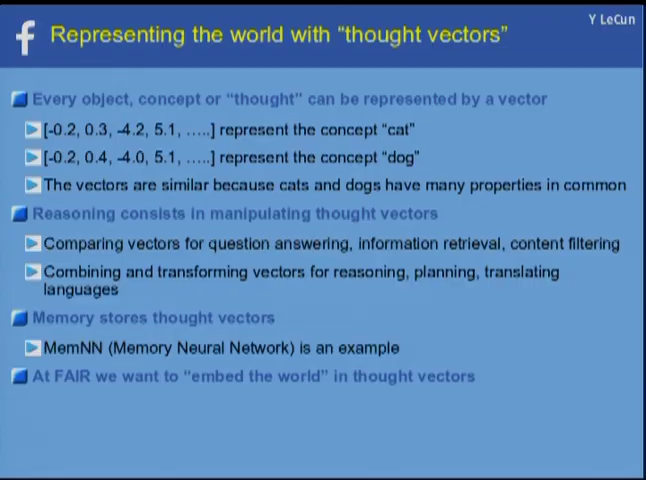 f
Y LeCun
Representing the world with “thought vectors”
Every object, concept or “thought” can be represented by a vector
[-0.2, 0.3, -4.2, 5.1, …..] represent the concept “cat”
[-0.2, 0.4, -4.0, 5.1, …..] represent the concept “dog”
The vectors are similar because cats and dogs have many properties in common
Reasoning consists in manipulating thought vectors
Comparing vectors for question answering, information retrieval, content filtering
Combining and transforming vectors for reasoning, planning, translating
languages
Memory stores thought vectors
MemNN (Memory Neural Network) is an example
At FAIR we want to “embed the world” in thought vectors